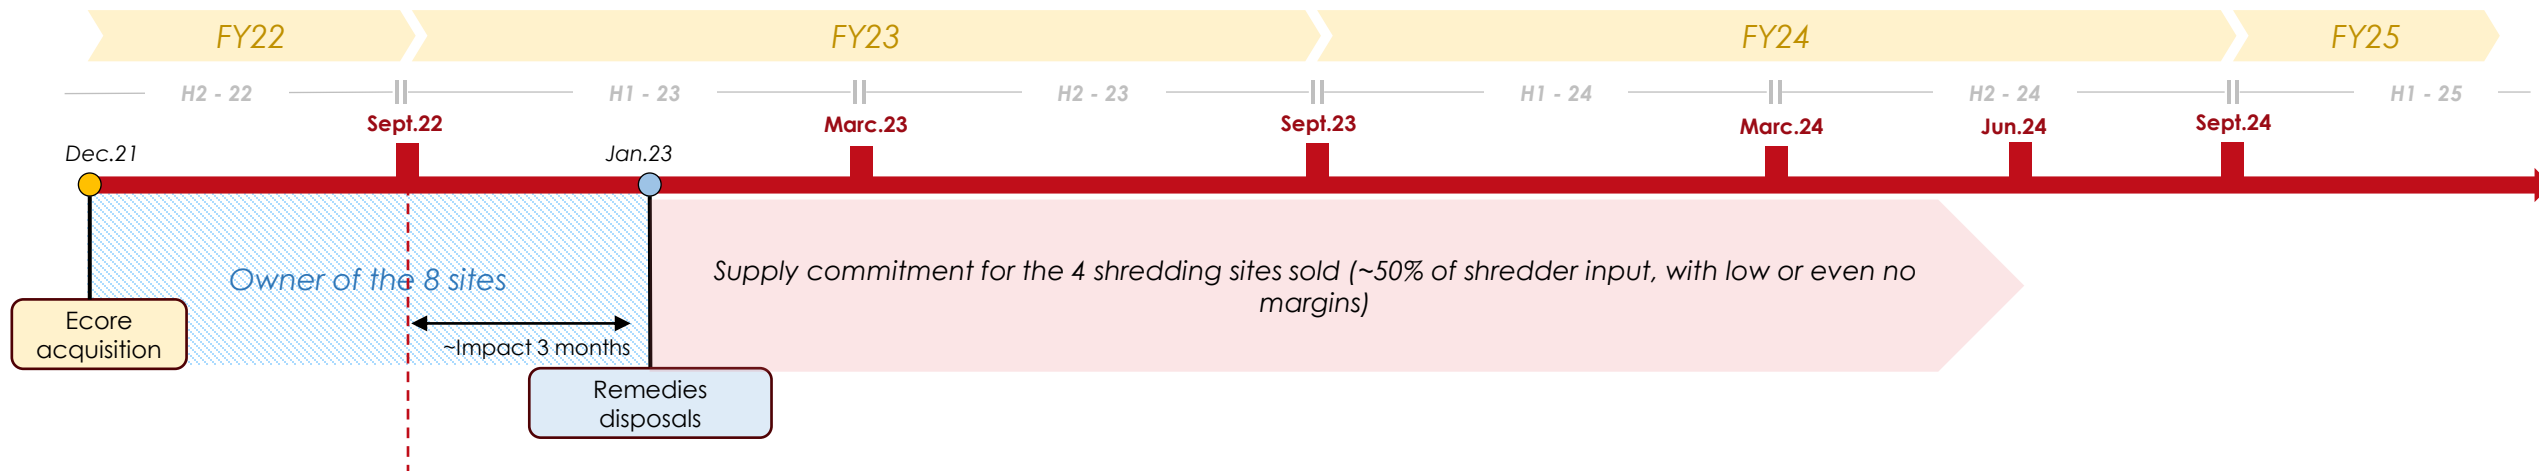 FY22
FY23
FY24
FY25
H2 - 22
H1 - 23
H2 - 23
H1 - 24
H2 - 24
H1 - 25
Sept.22
Marc.23
Sept.23
Marc.24
Jun.24
Sept.24
Dec.21
Jan.23
Owner of the 8 sites
Supply commitment for the 4 shredding sites sold (~50% of shredder input, with low or even no
margins)
Ecore
acquisition
~Impact 3 months
Remedies
disposals